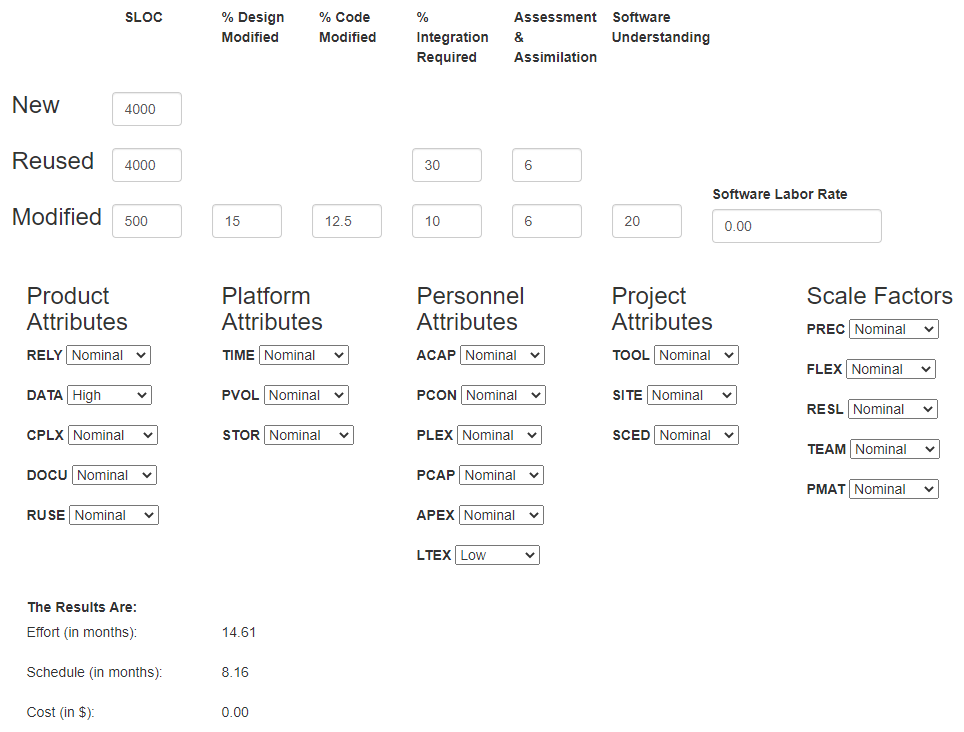 SLOC % Design Modified % Code Modified % Integration Required Assessment & Assimilation Software Understanding
New 4000
Reused 4000 30 6
Software Labor Rate
Modified 500 15 12.5 10 6 20 0.00
Product Attributes Platform Attributes Personnel Attributes Project Attributes Scale Factors
RELY Nominal TIME Nominal ACAP Nominal TOOL Nominal PREC Nominal
DATA High PVOL Nominal PCON Nominal SITE Nominal FLEX Nominal
CPLX Nominal STOR Nominal PLEX Nominal SCED Nominal RESL Nominal
DOCU Nominal PCAP Nominal TEAM Nominal
RUSE Nominal APEX Nominal PMAT Nominal
LTEX Low
The Results Are:
Effort (in months): 14.61
Schedule (in months): 8.16
Cost (in $): 0.00